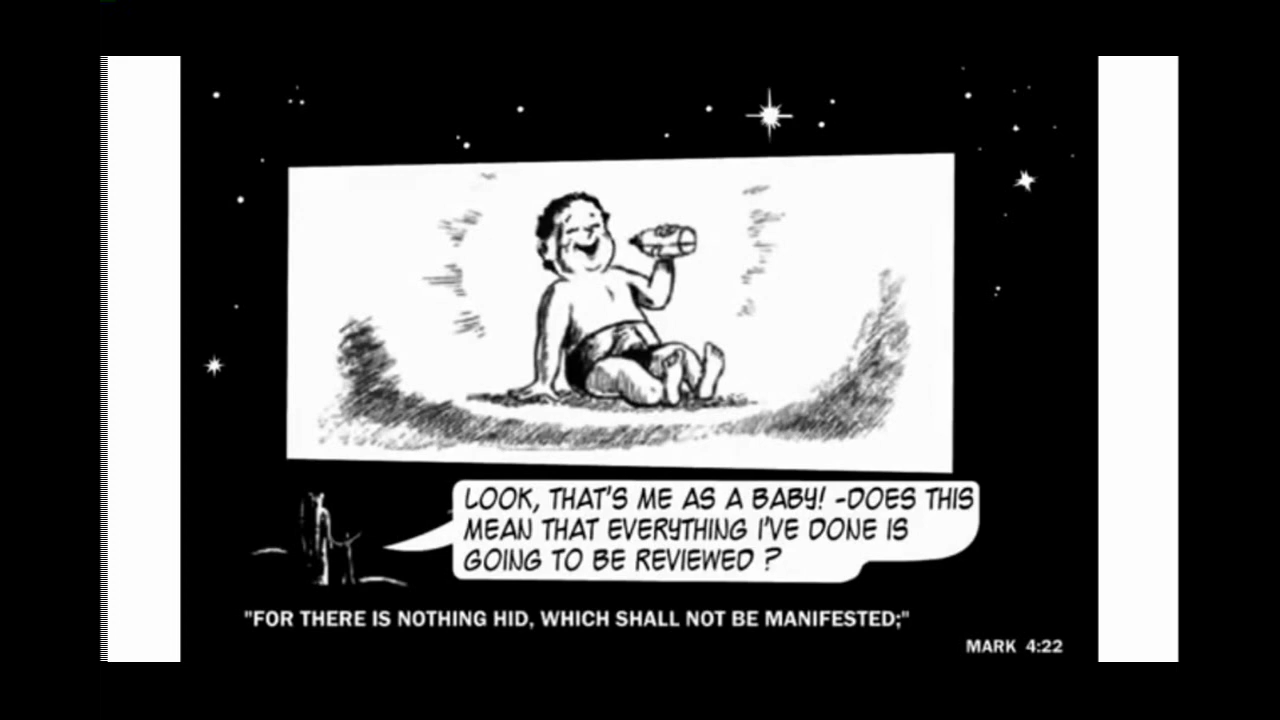 LOOK, THAT'S ME AS A BABY! -DOES THIS
MEAN THAT EVERYTHING I'VE DONE IS
GOING TO BE REVIEWED ?
"FOR THERE IS NOTHING HID, WHICH SHALL NOT BE MANIFESTED;"
MARK 4:22